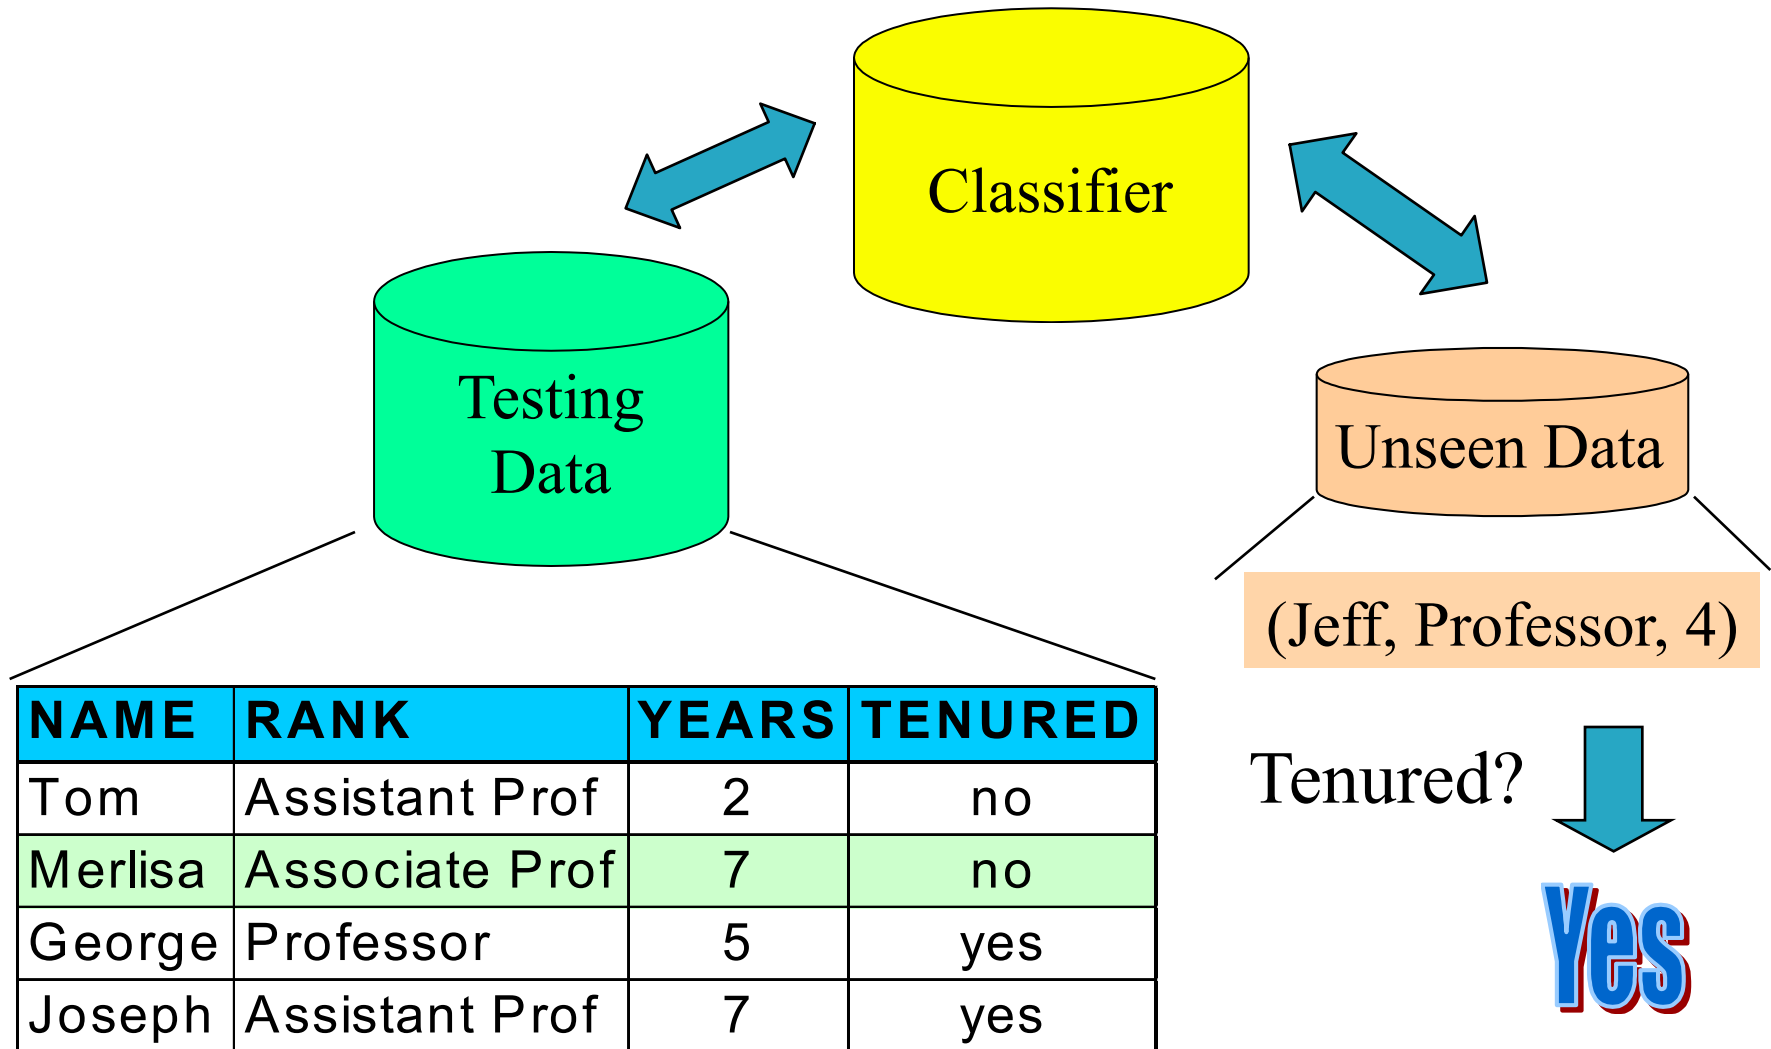 Classifier
Testing
Data
Unseen Data
(Jeff, Professor, 4)
NAME RANK YEARS TENURED
Tom Assistant Prof 2 no
Merlisa Associate Prof 7 no
George Professor 5 yes
Joseph Assistant Prof 7 yes
Tenured?
Yes